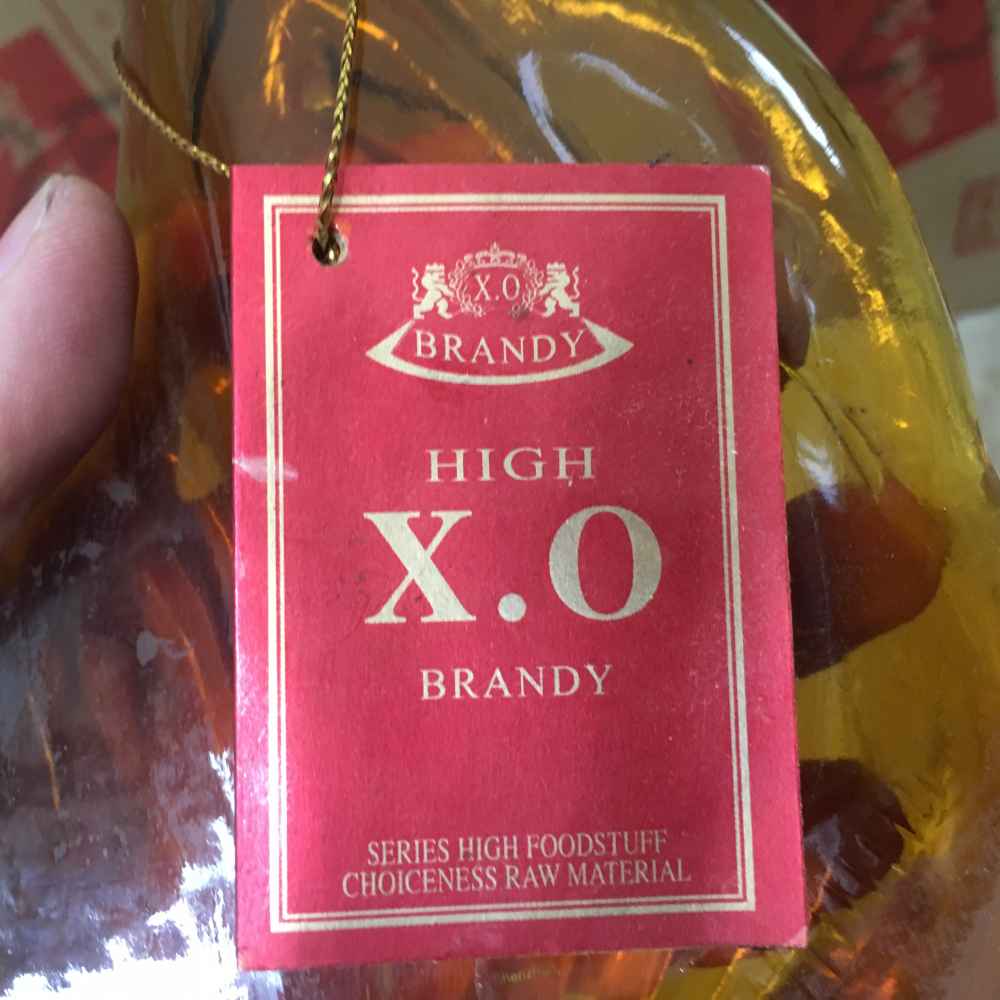 X.O
BRANDY
HIGH
X.O
BRANDY
SERIES HIGH FOODSTUFF
CHOICENESS RAW MATERIAL